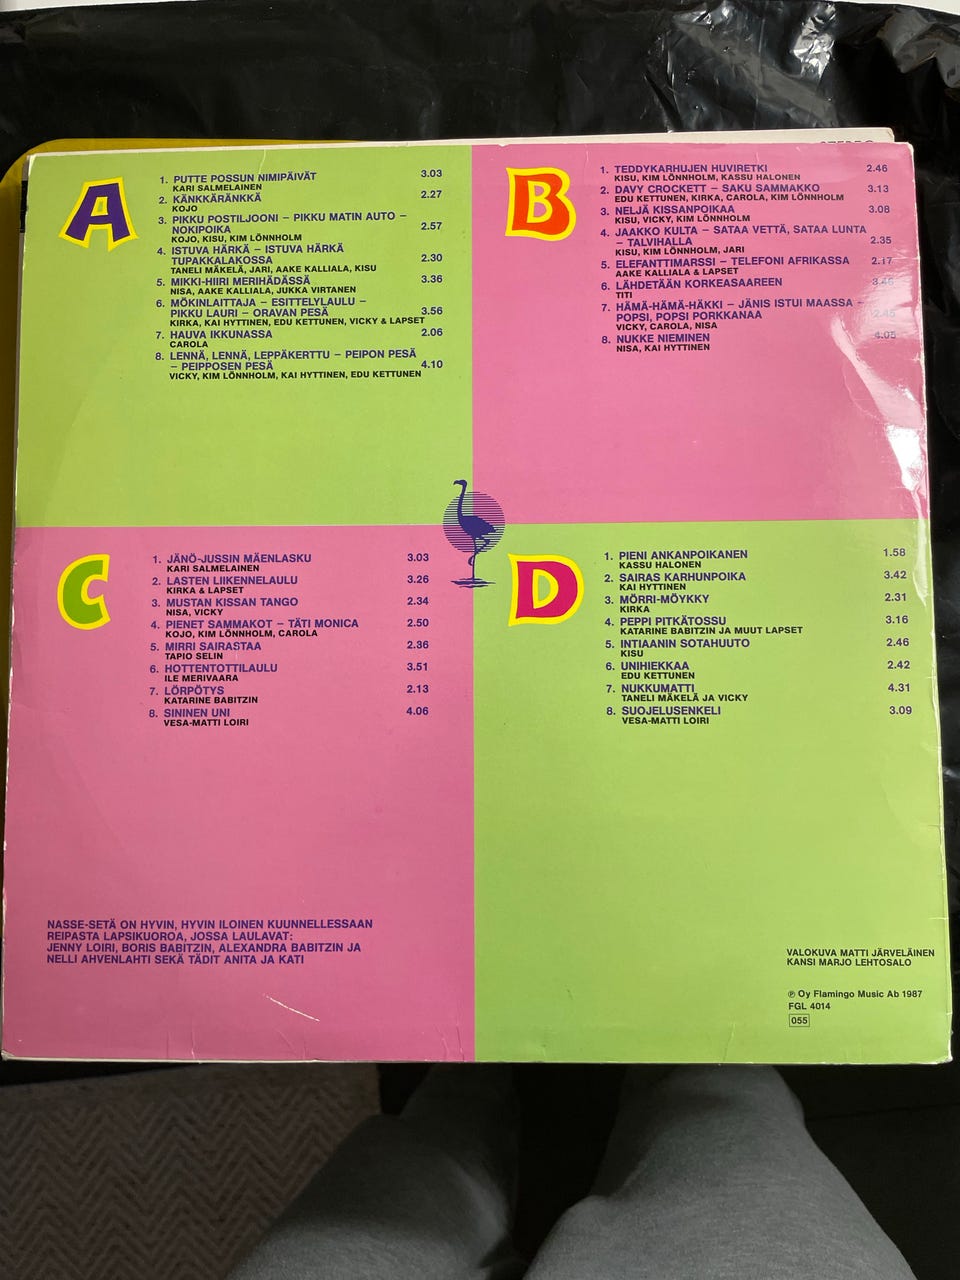 A
1. PUTTE POSSUN NIMIPÄIVÄT 3.03
KARI SALMELAINEN
2. KÄNKKÄRÄNKKÄ 2.27
KOJO
3. PIKKU POSTILJOONI – PIKKU MATIN AUTO –
NOKIPOIKA 2.57
KOJO, KISU, KIM LÖNNHOLM
4. ISTUVA HÄRKÄ – ISTUVA HÄRKÄ
TUPAKKALAKOSSA 2.30
TANELI MÄKELÄ, JARI, AAKE KALLIALA, KISU
5. MIKKI-HIIRI MERIHÄDÄSSÄ 3.36
NISA, AAKE KALLIALA, JUKKA VIRTANEN
6. MÖKINLAITTAJA – ESITTELYLAULU –
PIKKU LAURI – ORAVAN PESÄ 3.56
KIRKA, KAI HYTTINEN, EDU KETTUNEN, VICKY & LAPSET
7. HAUVA IKKUNASSA 2.06
CAROLA
8. LENNÄ, LENNÄ, LEPPÄKERTTU – PEIPON PESÄ
– PEIPPOSEN PESÄ 4.10
VICKY, KIM LÖNNHOLM, KAI HYTTINEN, EDU KETTUNEN
B
1. TEDDYKARHUJEN HUVIRETKI 2.46
KISU, KIM LÖNNHOLM, KASSU HALONEN
2. DAVY CROCKETT – SAKU SAMMAKKO 3.13
EDU KETTUNEN, KIRKA, CAROLA, KIM LÖNNHOLM
3. NELJÄ KISSANPOIKAA 3.08
KISU, VICKY, KIM LÖNNHOLM
4. JAAKKO KULTA – SATAA VETTÄ, SATAA LUNTA
– TALVIHALLA 2.35
KISU, KIM LÖNNHOLM, JARI
5. ELEFANTTIMARSSI – TELEFONI AFRIKASSA 2.17
AAKE KALLIALA & LAPSET
6. LÄHDETÄÄN KORKEASAAREEN
TITI
7. HÄMÄ-HÄMÄ-HÄKKI – JÄNIS ISTUI MAASSA –
POPSI, POPSI PORKKANAA 2.45
VICKY, CAROLA, NISA
8. NUKKE NIEMINEN 4.05
NISA, KAI HYTTINEN
C
1. JÄNÖ-JUSSIN MÄENLASKU 3.03
KARI SALMELAINEN
2. LASTEN LIIKENNELAULU 3.26
KIRKA & LAPSET
3. MUSTAN KISSAN TANGO 2.34
NISA, VICKY
4. PIENET SAMMAKOT – TÄTI MONICA 2.50
KOJO, KIM LÖNNHOLM, CAROLA
5. MIRRI SAIRASTAA 2.36
TAPIO SELIN
6. HOTTENTOTTILAULU 3.51
ILE MERIVAARA
7. LÖRPÖTYS 2.13
KATARINE BABITZIN
8. SININEN UNI 4.06
VESA-MATTI LOIRI
NASSE-SETÄ ON HYVIN, HYVIN ILOINEN KUUNNELLESSAAN
REIPASTA LAPSIKUOROA, JOSSA LAULAVAT:
JENNY LOIRI, BORIS BABITZIN, ALEXANDRA BABITZIN JA
NELLI AHVENLAHTI SEKÄ TÄDIT ANITA JA KATI
D
1. PIENI ANKANPOIKANEN 1.58
KASSU HALONEN
2. SAIRAS KARHUNPOIKA 3.42
KAI HYTTINEN
3. MÖRRI-MÖYKKY 2.31
KIRKA
4. PEPPI PITKÄTOSSU 3.16
KATARINE BABITZIN JA MUUT LAPSET
5. INTIAANIN SOTAHUUTO 2.46
KISU
6. UNIHIEKKAA 2.42
EDU KETTUNEN
7. NUKKUMATTI 4.31
TANELI MÄKELÄ JA VICKY
8. SUOJELUSENKELI 3.09
VESA-MATTI LOIRI
VALOKUVA MATTI JÄRVELÄINEN
KANSI MARJO LEHTOSALO
℗ Oy Flamingo Music Ab 1987
FGL 4014
055